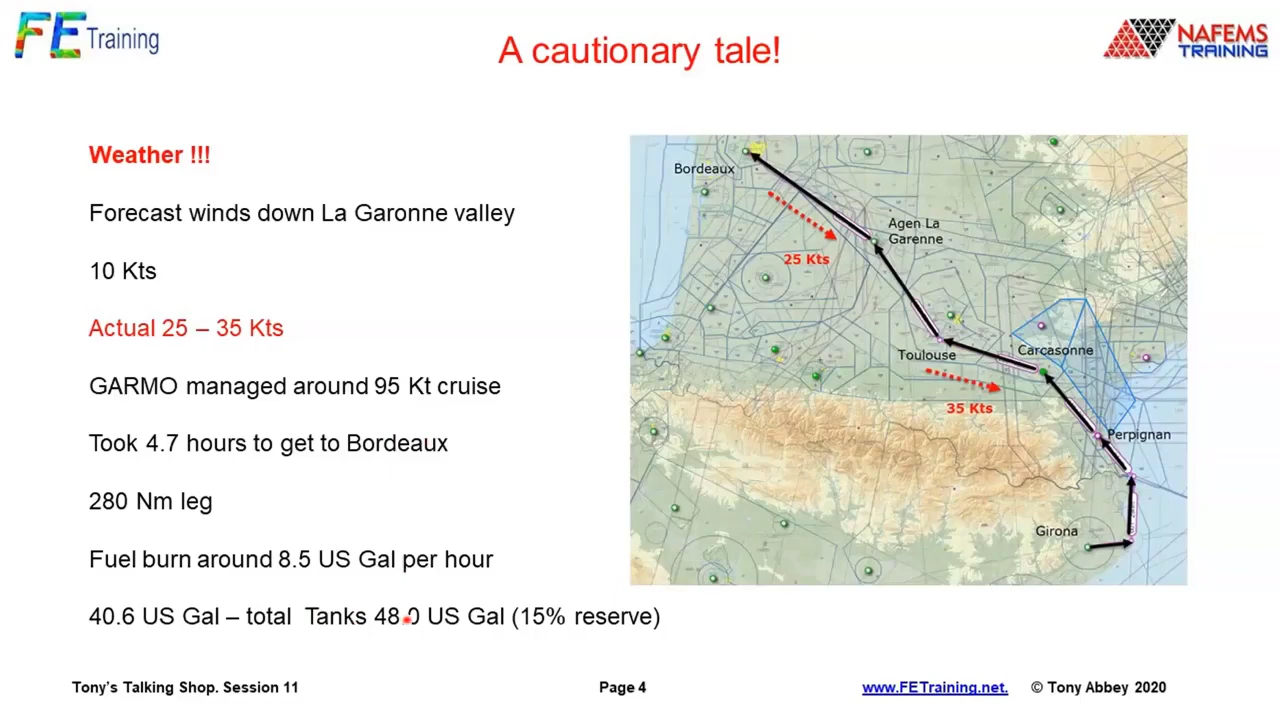 FE Training
A cautionary tale!
NAFEMS
TRAINING
Weather !!!
Forecast winds down La Garonne valley
10 Kts
Actual 25 – 35 Kts
GARMO managed around 95 Kt cruise
Took 4.7 hours to get to Bordeaux
280 Nm leg
Fuel burn around 8.5 US Gal per hour
40.6 US Gal – total Tanks 48.0 US Gal (15% reserve)
Bordeaux
Agen La
Garenne
25 Kts
Toulouse
Carcasonne
35 Kts
Perpignan
Girona
Tony's Talking Shop. Session 11
Page 4
www.FETraining.net.
© Tony Abbey 2020